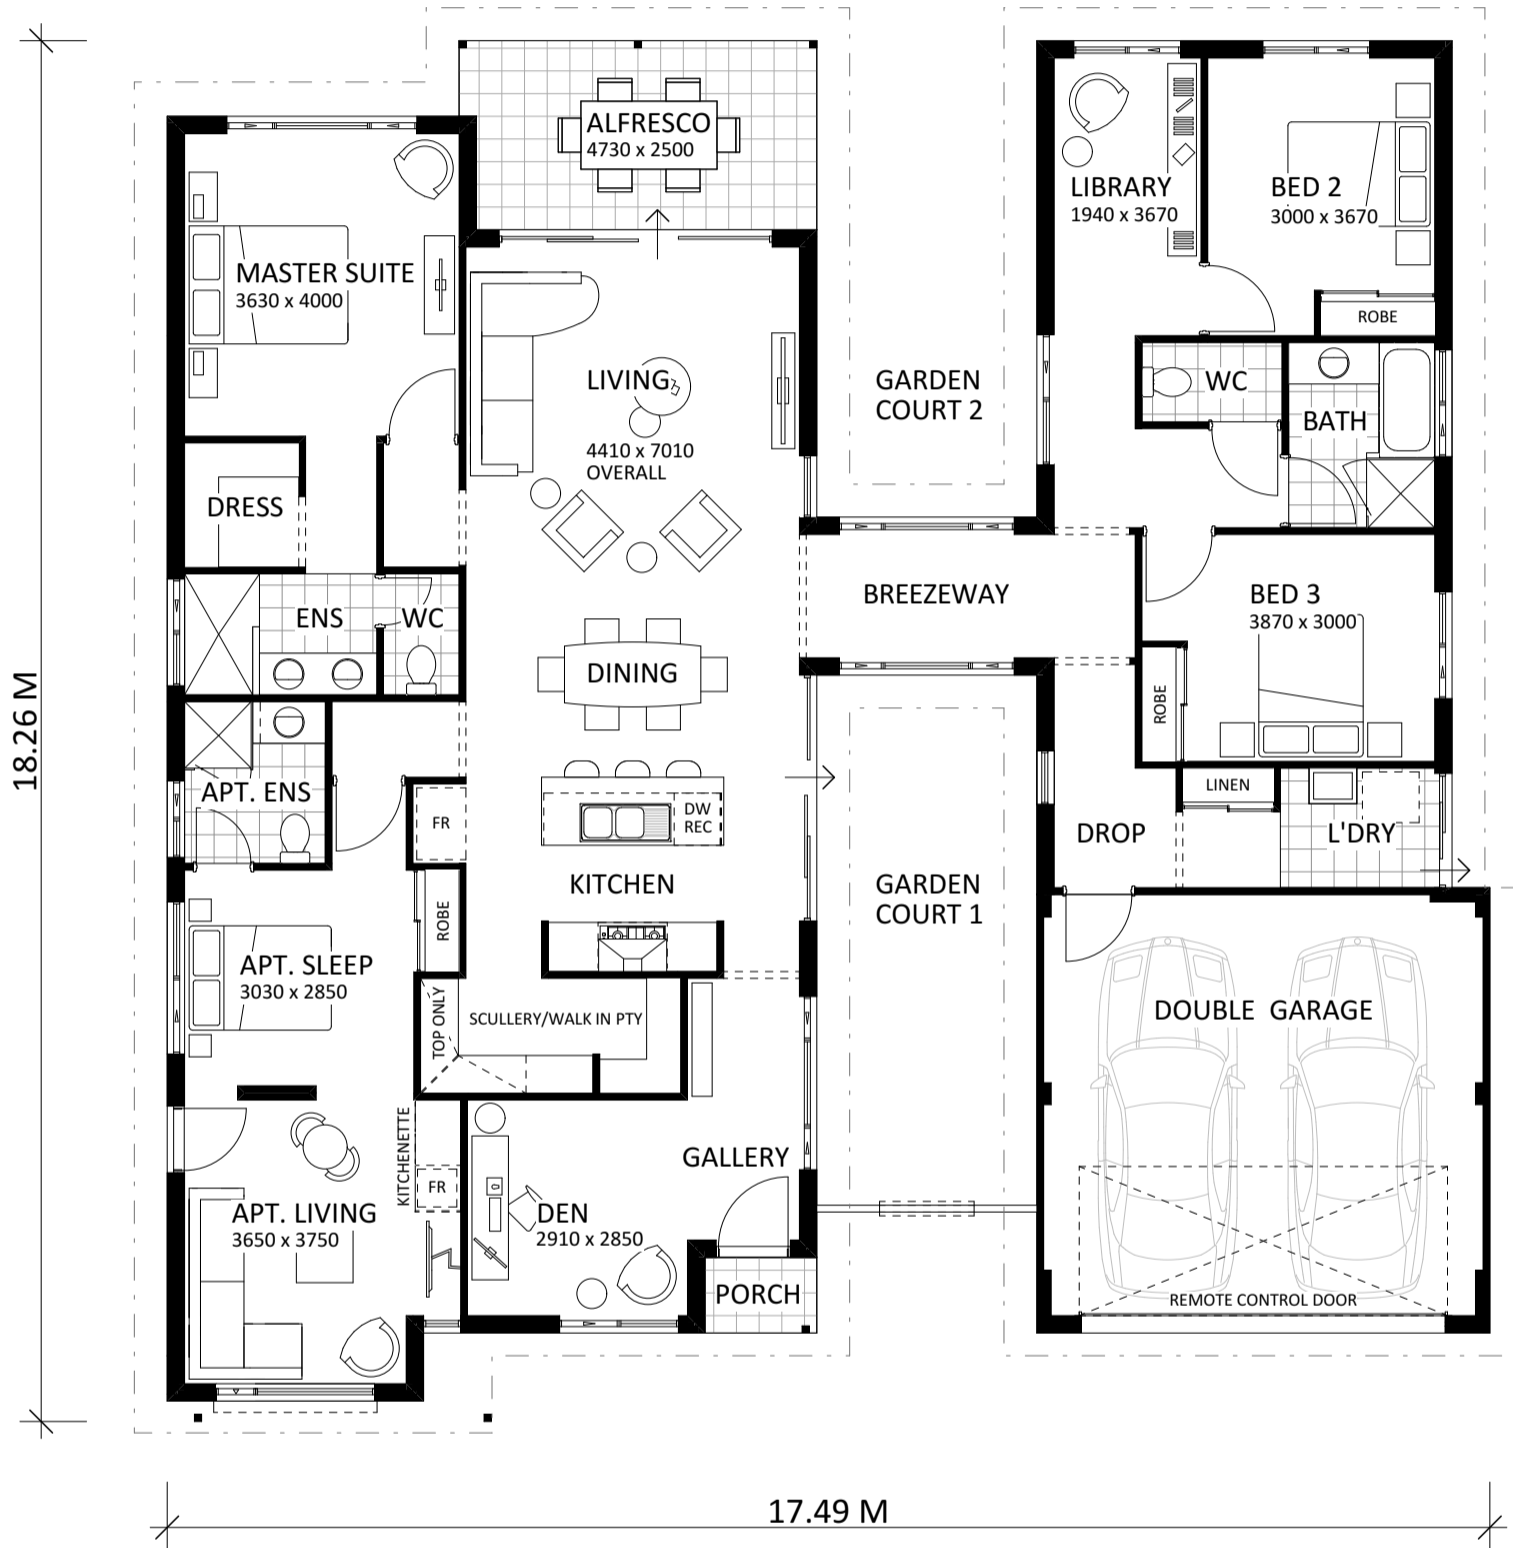 ALFRESCO
4730 x 2500
LIBRARY
1940 x 3670
BED 2
3000 x 3670
MASTER SUITE
3630 x 4000
ROBE
LIVING
4410 x 7010
OVERALL
GARDEN
COURT 2
WC
BATH
DRESS
BREEZEWAY
BED 3
3870 x 3000
ENS
WC
DINING
ROBE
18.26 M
APT. ENS
FR
DW
REC
LINEN
DROP
L'DRY
KITCHEN
GARDEN
COURT 1
ROBE
APT. SLEEP
3030 x 2850
TOP ONLY
SCULLERY/WALK IN PTY
DOUBLE GARAGE
KITCHENETTE
GALLERY
FR
APT. LIVING
3650 x 3750
DEN
2910 x 2850
PORCH
REMOTE CONTROL DOOR
17.49 M